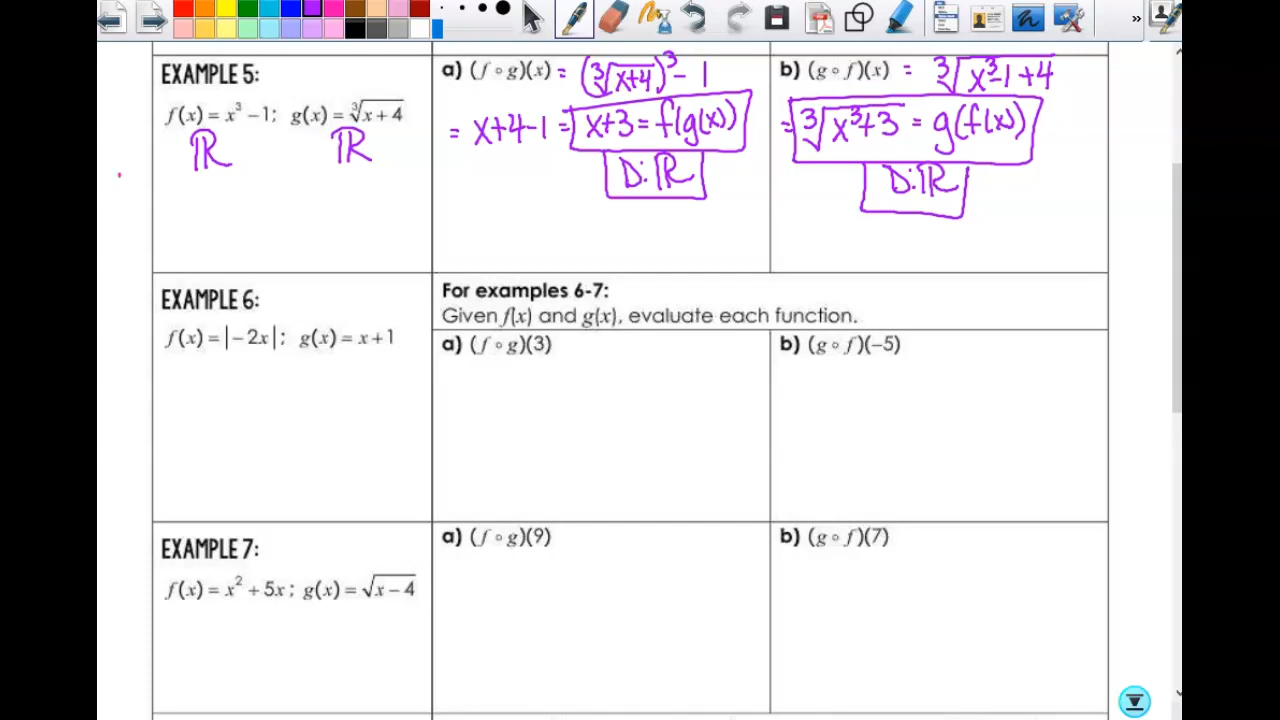 EXAMPLE 5:
f(x) = x³ − 1; g(x) = ∛(x + 4)
ℝ ℝ
a) (f ∘ g)(x) = (∛(x+4))³ − 1
= x+4−1 = x+3 = f(g(x))
D: ℝ
b) (g ∘ f)(x) = ∛(x³−1+4)
= ∛(x³+3) = g(f(x))
D: ℝ
EXAMPLE 6:
f(x) = |−2x|; g(x) = x + 1
For examples 6-7:
Given f(x) and g(x), evaluate each function.
a) (f ∘ g)(3)
b) (g ∘ f)(−5)
EXAMPLE 7:
f(x) = x² + 5x; g(x) = √(x − 4)
a) (f ∘ g)(9)
b) (g ∘ f)(7)